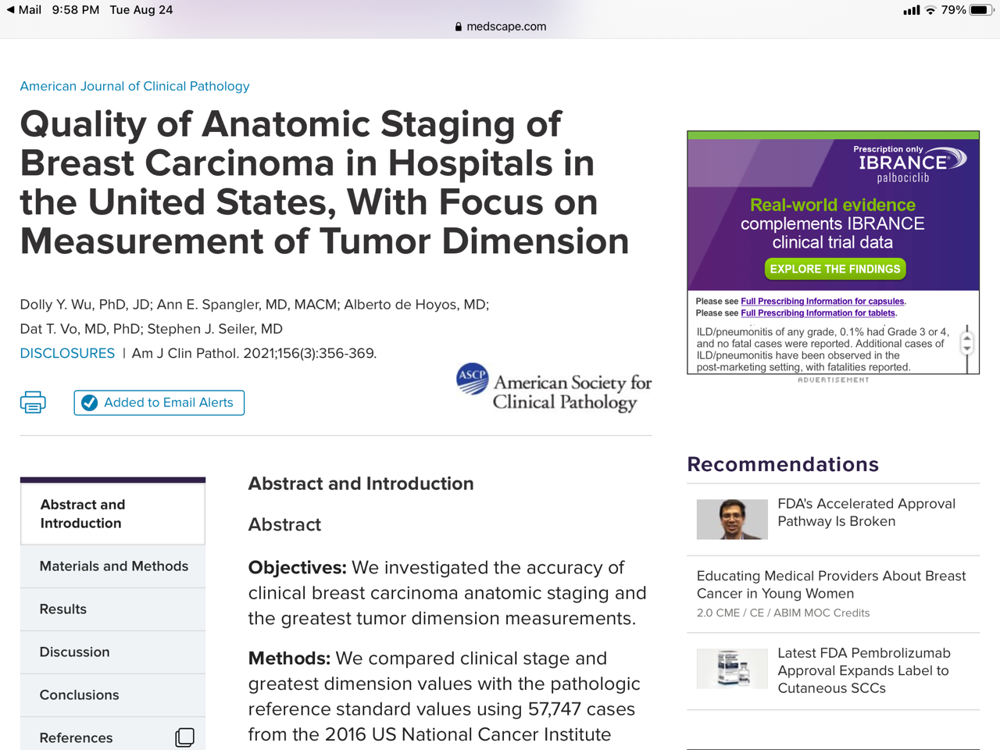 Mail 9:58 PM Tue Aug 24
79%
medscape.com
American Journal of Clinical Pathology
Quality of Anatomic Staging of
Breast Carcinoma in Hospitals in
the United States, With Focus on
Measurement of Tumor Dimension
Dolly Y. Wu, PhD, JD; Ann E. Spangler, MD, MACM; Alberto de Hoyos, MD;
Dat T. Vo, MD, PhD; Stephen J. Seiler, MD
DISCLOSURES | Am J Clin Pathol. 2021;156(3):356-369.
Added to Email Alerts
ASCP
American Society for
Clinical Pathology
Abstract and
Introduction
Materials and Methods
Results
Discussion
Conclusions
References
Abstract and Introduction
Abstract
Objectives: We investigated the accuracy of
clinical breast carcinoma anatomic staging and
the greatest tumor dimension measurements.
Methods: We compared clinical stage and
greatest dimension values with the pathologic
reference standard values using 57,747 cases
from the 2016 US National Cancer Institute
Prescription only
IBRANCE®
palbociclib
Real-world evidence
complements IBRANCE
clinical trial data
EXPLORE THE FINDINGS
Please see Full Prescribing Information for capsules.
Please see Full Prescribing Information for tablets.
ILD/pneumonitis of any grade, 0.1% had Grade 3 or 4,
and no fatal cases were reported. Additional cases of
ILD/pneumonitis have been observed in the
post-marketing setting, with fatalities reported.
ADVERTISEMENT
Recommendations
FDA's Accelerated Approval
Pathway Is Broken
Educating Medical Providers About Breast
Cancer in Young Women
2.0 CME / CE / ABIM MOC Credits
Latest FDA Pembrolizumab
Approval Expands Label to
Cutaneous SCCs